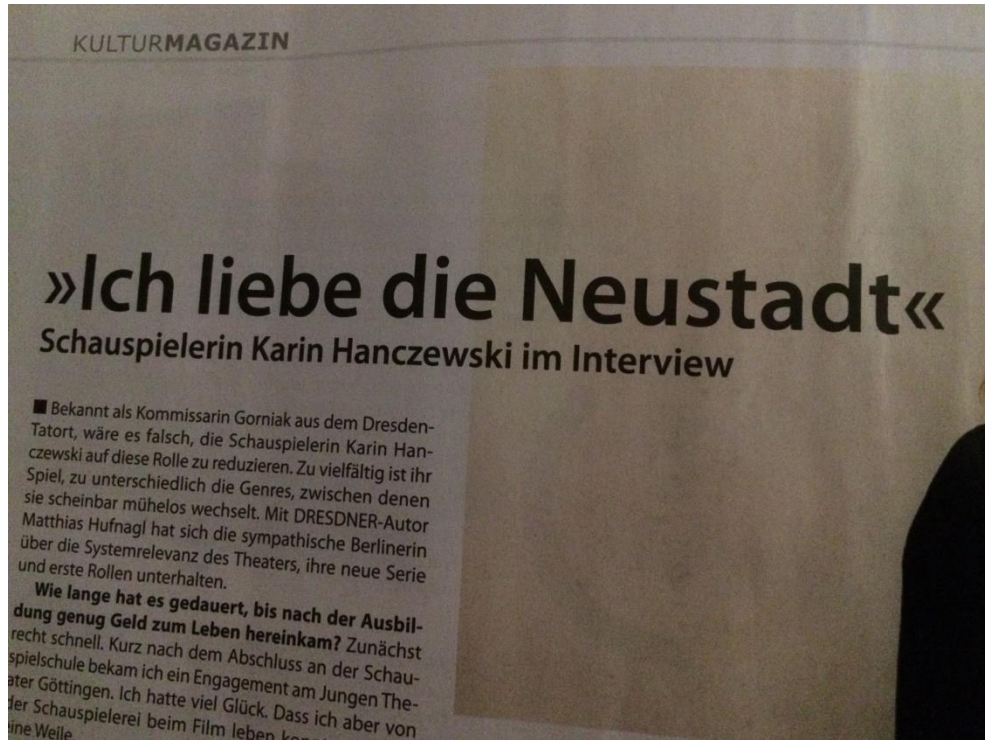 KULTURMAGAZIN
»Ich liebe die Neustadt«
Schauspielerin Karin Hanczewski im Interview
■ Bekannt als Kommissarin Gorniak aus dem Dresden-
Tatort, wäre es falsch, die Schauspielerin Karin Han-
czewski auf diese Rolle zu reduzieren. Zu vielfältig ist ihr
Spiel, zu unterschiedlich die Genres, zwischen denen
sie scheinbar mühelos wechselt. Mit DRESDNER-Autor
Matthias Hufnagl hat sich die sympathische Berlinerin
über die Systemrelevanz des Theaters, ihre neue Serie
und erste Rollen unterhalten.
Wie lange hat es gedauert, bis nach der Ausbil-
dung genug Geld zum Leben hereinkam? Zunächst
recht schnell. Kurz nach dem Abschluss an der Schau-
spielschule bekam ich ein Engagement am Jungen The-
ater Göttingen. Ich hatte viel Glück. Dass ich aber von
der Schauspielerei beim Film leben
eine Weile